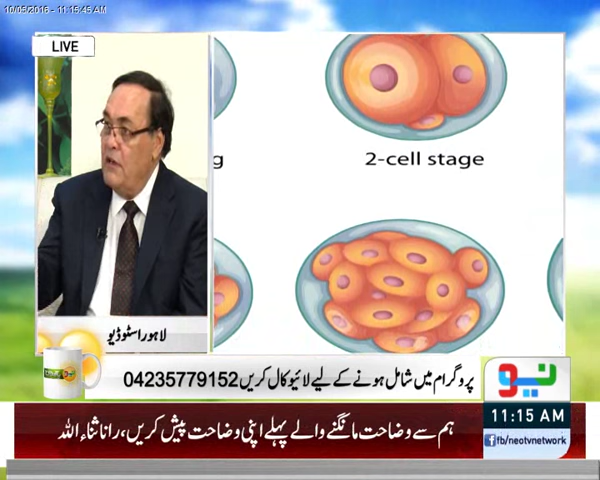 10/05/2016 - 11:15:45 AM
LIVE
g
2-cell stage
لاہور اسٹوڈیو
پروگرام میں شامل ہونے کے لیے لائیو کال کریں 04235779152
نیو
11:15 AM
fb/neotvnetwork
ہم سے وضاحت مانگنے والے پہلے اپنی وضاحت پیش کریں، رانا ثناء اللہ